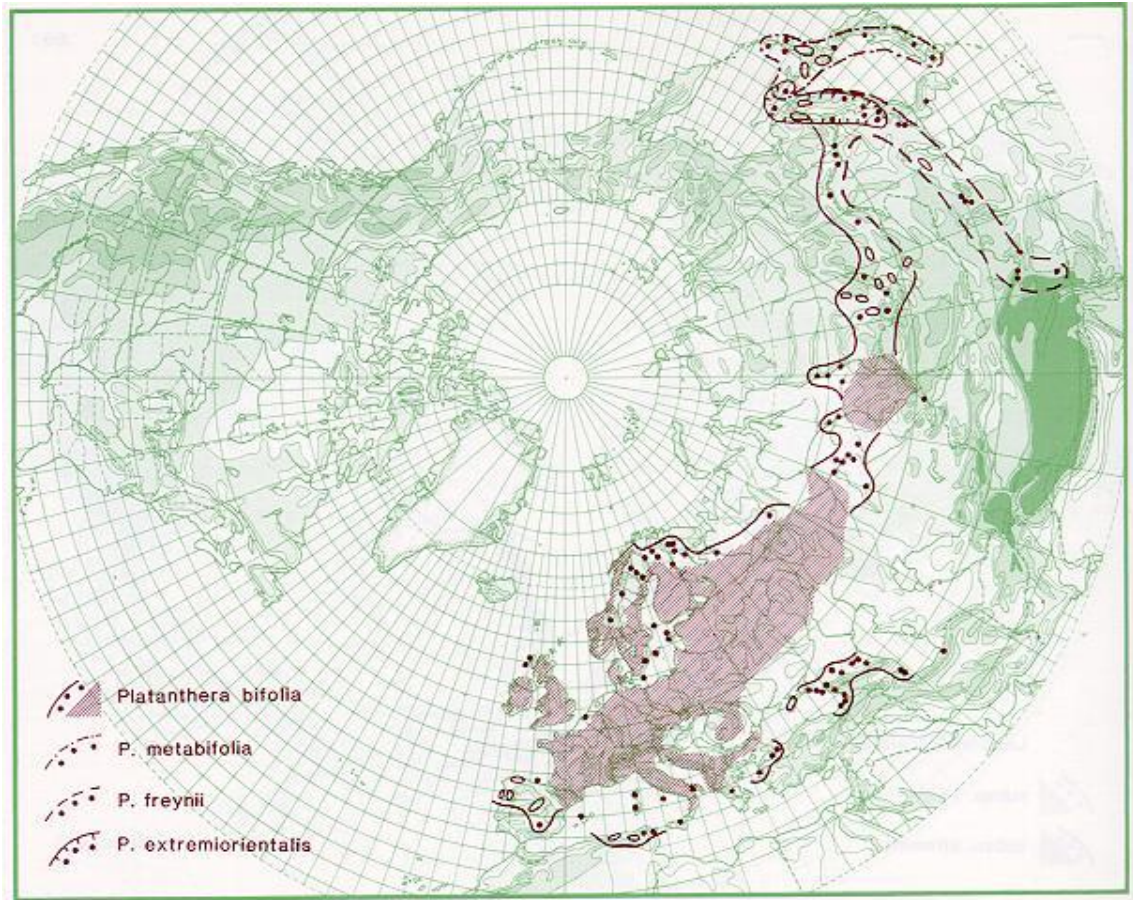 Platanthera bifolia
P. metabifolia
P. freynii
P. extremiorientalis